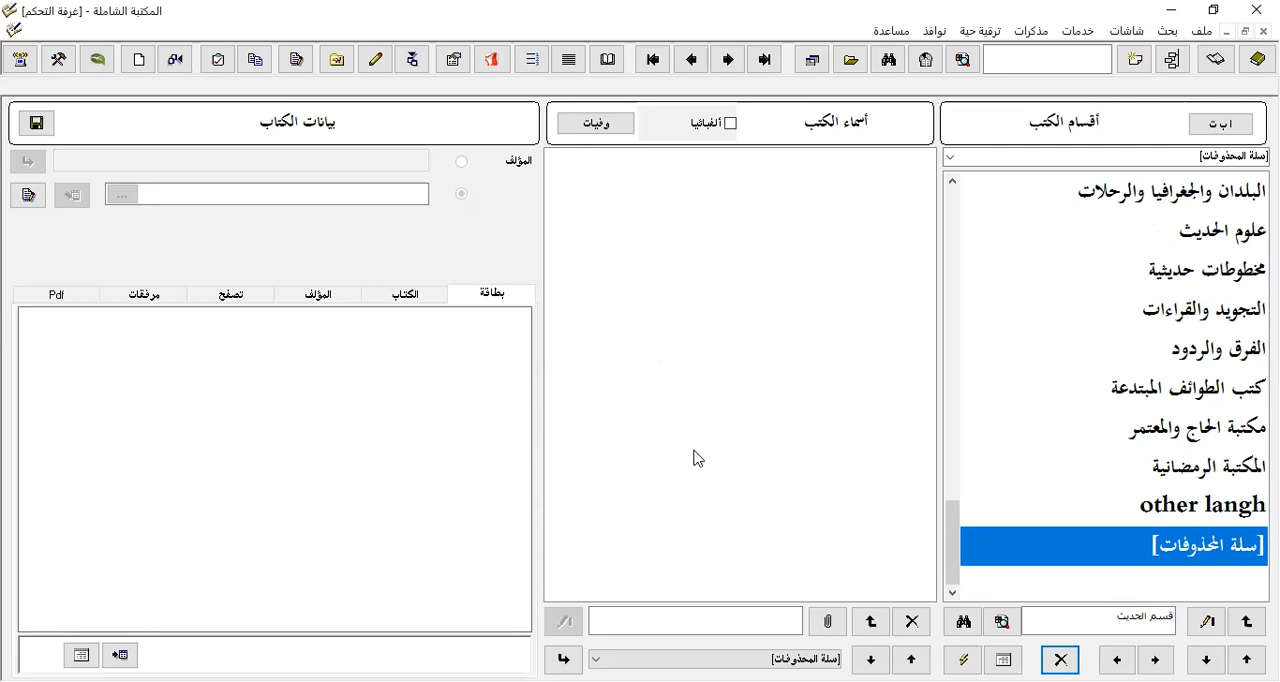 المكتبة الشاملة - [غرفة التحكم]
ملف بحث شاشات خدمات ترقية حية مذكرات نوافذ مساعدة
أقسام الكتب
ا ب ت
[سلة المحذوفات]
البلدان والجغرافيا والرحلات
علوم الحديث
مخطوطات حديثية
التجويد والقراءات
الفرق والردود
كتب الطوائف المبتدعة
مكتبة الحاج والمعتمر
المكتبة الرمضانية
other langh
[سلة المحذوفات]
قسم الحديث
أسماء الكتب
ألفبائيا
وفيات
[سلة المحذوفات]
بيانات الكتاب
المؤلف
...
بطاقة الكتاب المؤلف تصفح مرفقات Pdf